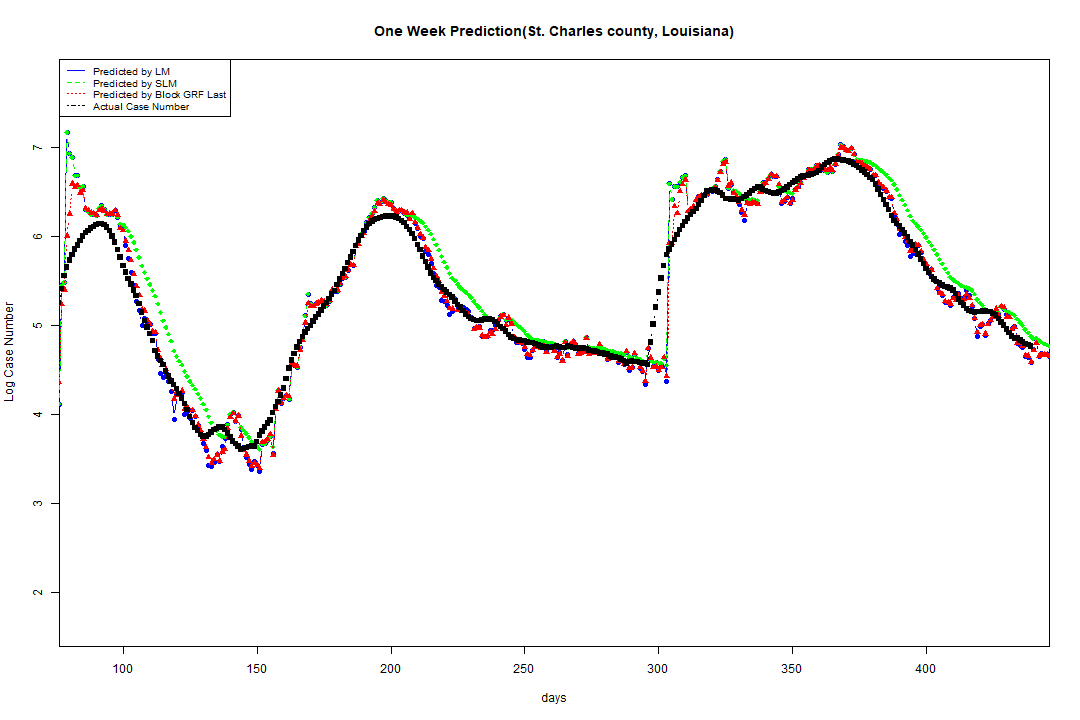 One Week Prediction(St. Charles county, Louisiana)
Predicted by LM
Predicted by SLM
Predicted by Block GRF Last
Actual Case Number
7
6
5
4
3
2
Log Case Number
100 150 200 250 300 350 400
days